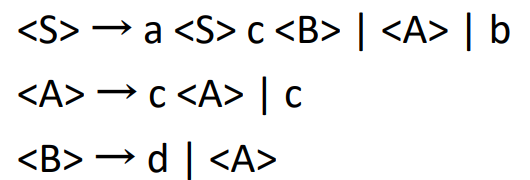 <S> → a <S> c <B> | <A> | b
<A> → c <A> | c
<B> → d | <A>